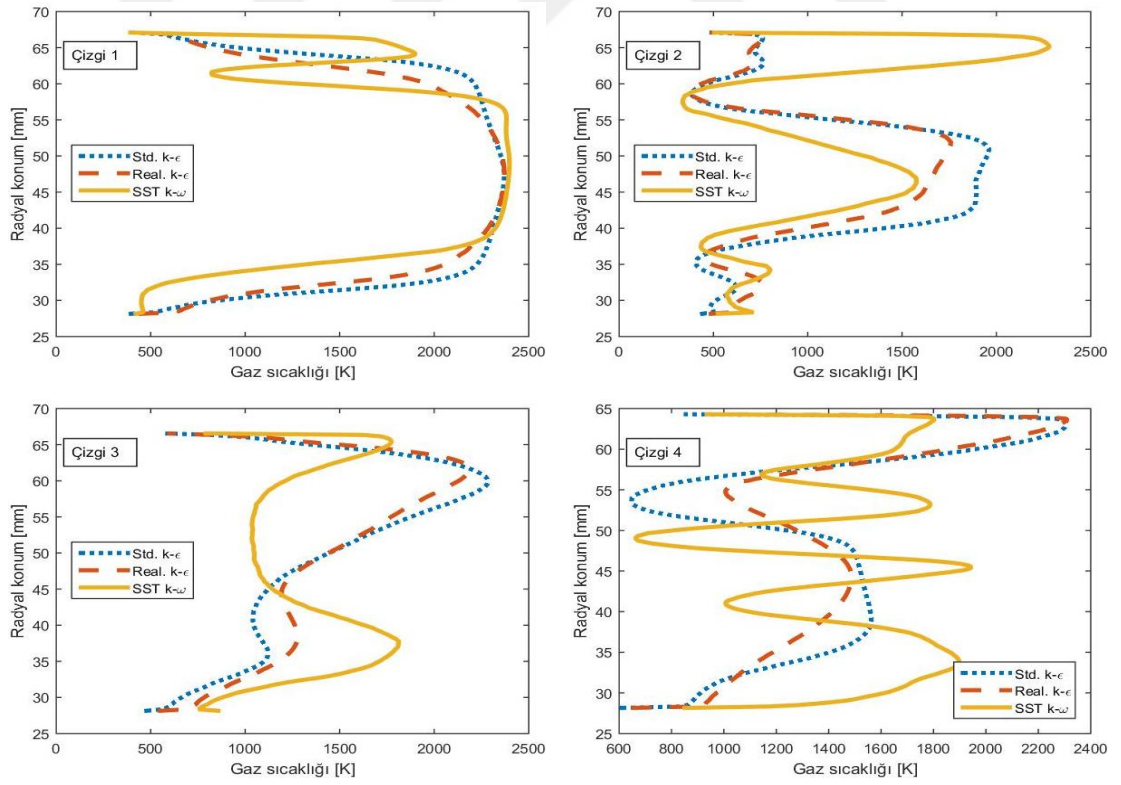 70
65
60
55
50
45
40
35
30
25
Radyal konum [mm]
Çizgi 1
Std. k-ϵ
Real. k-ϵ
SST k-ω
0 500 1000 1500 2000 2500
Gaz sıcaklığı [K]
70
65
60
55
50
45
40
35
30
25
Radyal konum [mm]
Çizgi 2
Std. k-ϵ
Real. k-ϵ
SST k-ω
0 500 1000 1500 2000 2500
Gaz sıcaklığı [K]
70
65
60
55
50
45
40
35
30
25
Radyal konum [mm]
Çizgi 3
Std. k-ϵ
Real. k-ϵ
SST k-ω
0 500 1000 1500 2000 2500
Gaz sıcaklığı [K]
65
60
55
50
45
40
35
30
25
Radyal konum [mm]
Çizgi 4
Std. k-ϵ
Real. k-ϵ
SST k-ω
600 800 1000 1200 1400 1600 1800 2000 2200 2400
Gaz sıcaklığı [K]